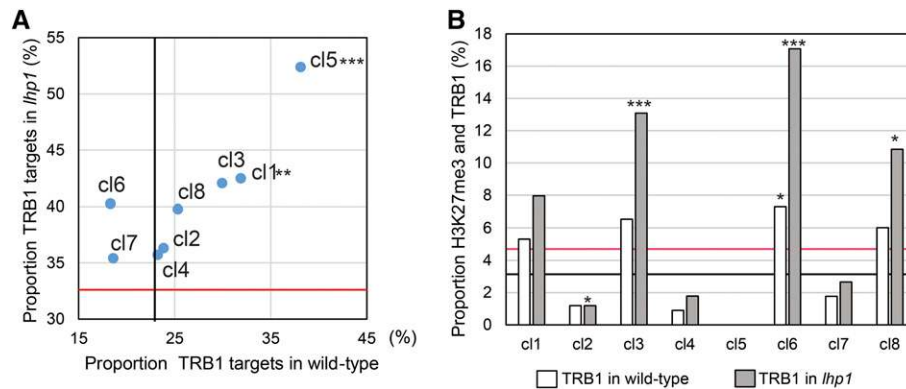 A
Proportion TRB1 targets in lhp1 (%)
55
50
45
40
35
30
cl5***
cl3
cl1**
cl6
cl8
cl7
cl2
cl4
15 25 35 45 (%)
Proportion TRB1 targets in wild-type
B
Proportion H3K27me3 and TRB1
18
16
14
12
10
8
6
4
2
0
***
***
*
*
*
cl1 cl2 cl3 cl4 cl5 cl6 cl7 cl8
TRB1 in wild-type TRB1 in lhp1